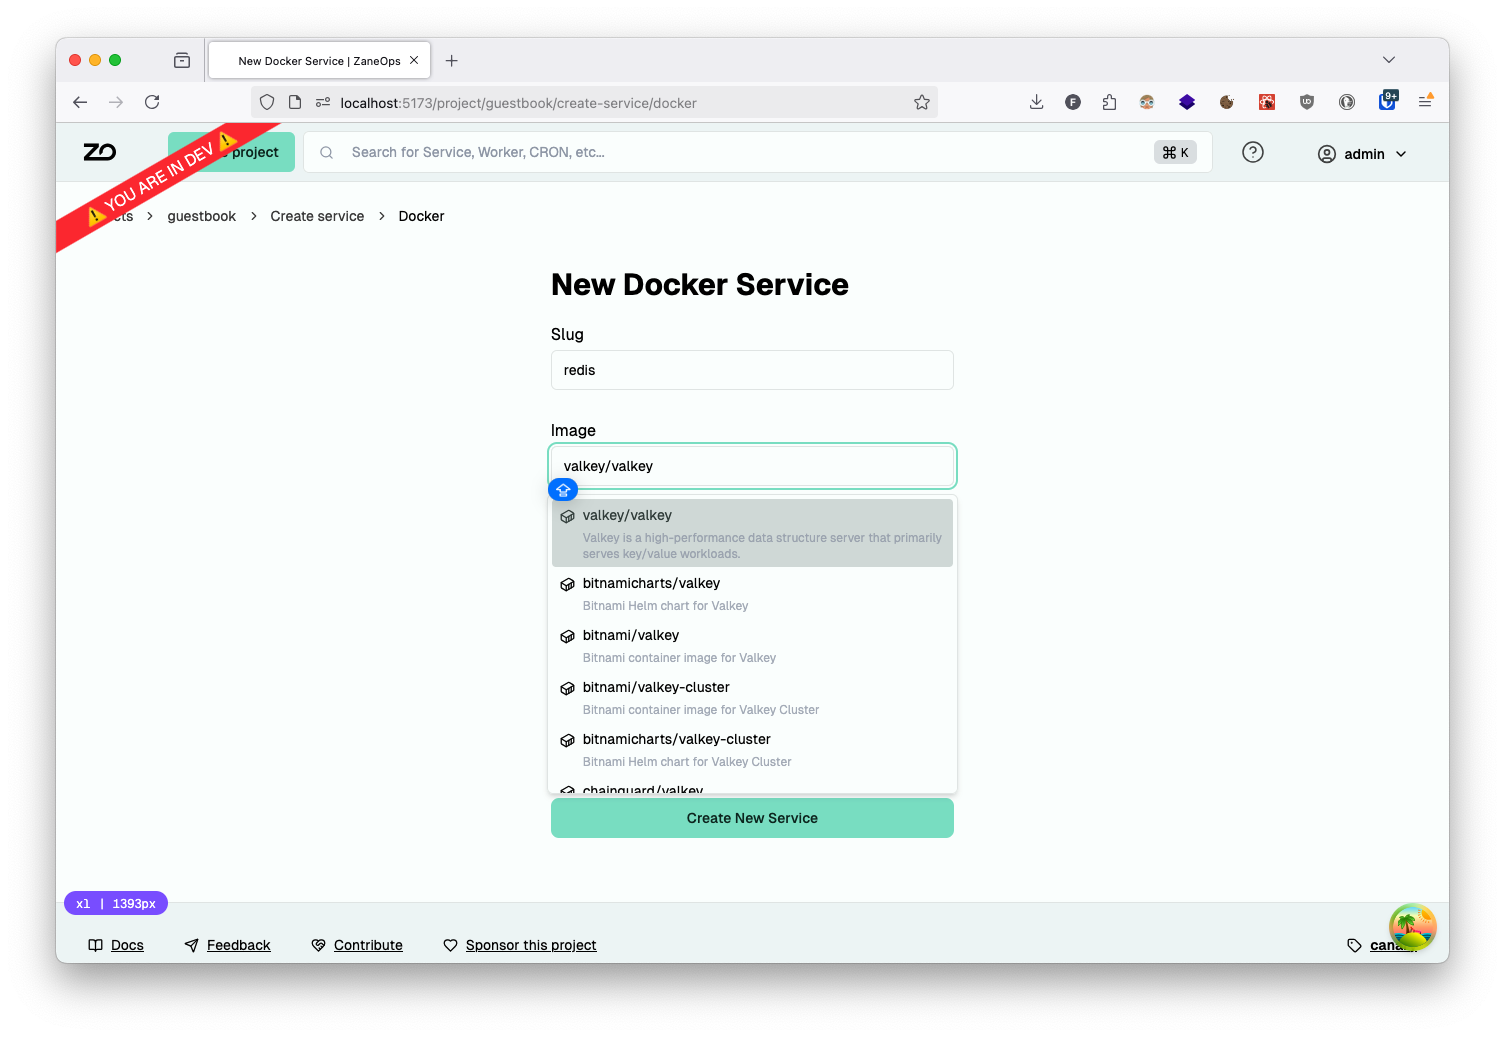 New Docker Service | ZaneOps
localhost:5173/project/guestbook/create-service/docker
9+
ZO
project
Search for Service, Worker, CRON, etc...
⌘ K
admin
⚠️ YOU ARE IN DEV ⚠️
guestbook
Create service
Docker
New Docker Service
Slug
redis
Image
valkey/valkey
valkey/valkey
Valkey is a high-performance data structure server that primarily
serves key/value workloads.
bitnamicharts/valkey
Bitnami Helm chart for Valkey
bitnami/valkey
Bitnami container image for Valkey
bitnami/valkey-cluster
Bitnami container image for Valkey Cluster
bitnamicharts/valkey-cluster
Bitnami Helm chart for Valkey Cluster
chainguard/valkey
Create New Service
xl | 1393px
Docs
Feedback
Contribute
Sponsor this project